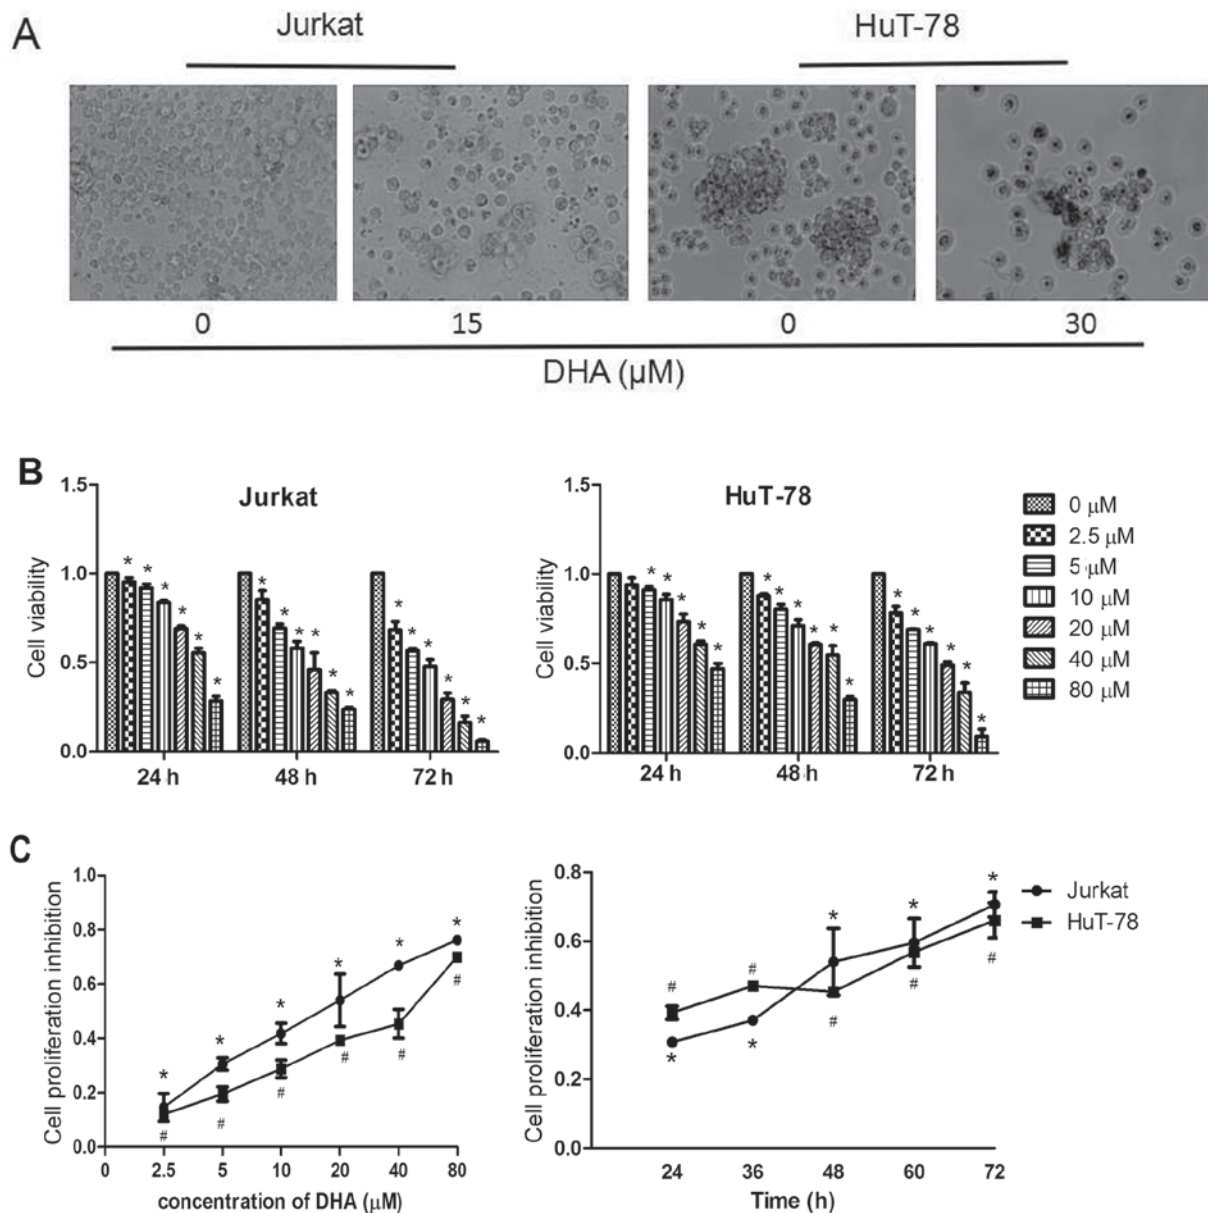 A
Jurkat
HuT-78
0
15
0
30
DHA (μM)
B
Jurkat
1.5
1.0
0.5
0.0
Cell viability
* * * * * *
* * * * * *
* * * * * *
24 h
48 h
72 h
HuT-78
1.5
1.0
0.5
0.0
Cell viability
* * * * *
* * * * * *
* * * * * *
24 h
48 h
72 h
0 μM
2.5 μM
5 μM
10 μM
20 μM
40 μM
80 μM
C
1.0
0.8
0.6
0.4
0.2
0.0
Cell proliferation inhibition
* * * * * *
# # # # # #
0 2.5 5 10 20 40 80
concentration of DHA (μM)
0.8
0.6
0.4
0.2
0.0
Cell proliferation inhibition
* * * * *
# # # # #
24 36 48 60 72
Time (h)
Jurkat
HuT-78